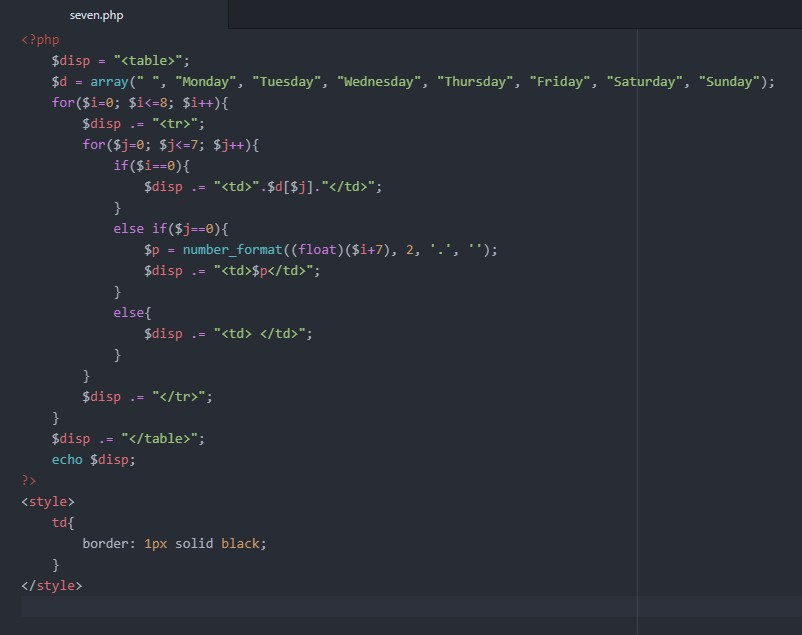 seven.php
<?php
    $disp = "<table>";
    $d = array(" ", "Monday", "Tuesday", "Wednesday", "Thursday", "Friday", "Saturday", "Sunday");
    for($i=0; $i<=8; $i++){
        $disp .= "<tr>";
        for($j=0; $j<=7; $j++){
            if($i==0){
                $disp .= "<td>".$d[$j]."</td>";
            }
            else if($j==0){
                $p = number_format((float)($i+7), 2, '.', '');
                $disp .= "<td>$p</td>";
            }
            else{
                $disp .= "<td> </td>";
            }
        }
        $disp .= "</tr>";
    }
    $disp .= "</table>";
    echo $disp;
?>
<style>
    td{
        border: 1px solid black;
    }
</style>